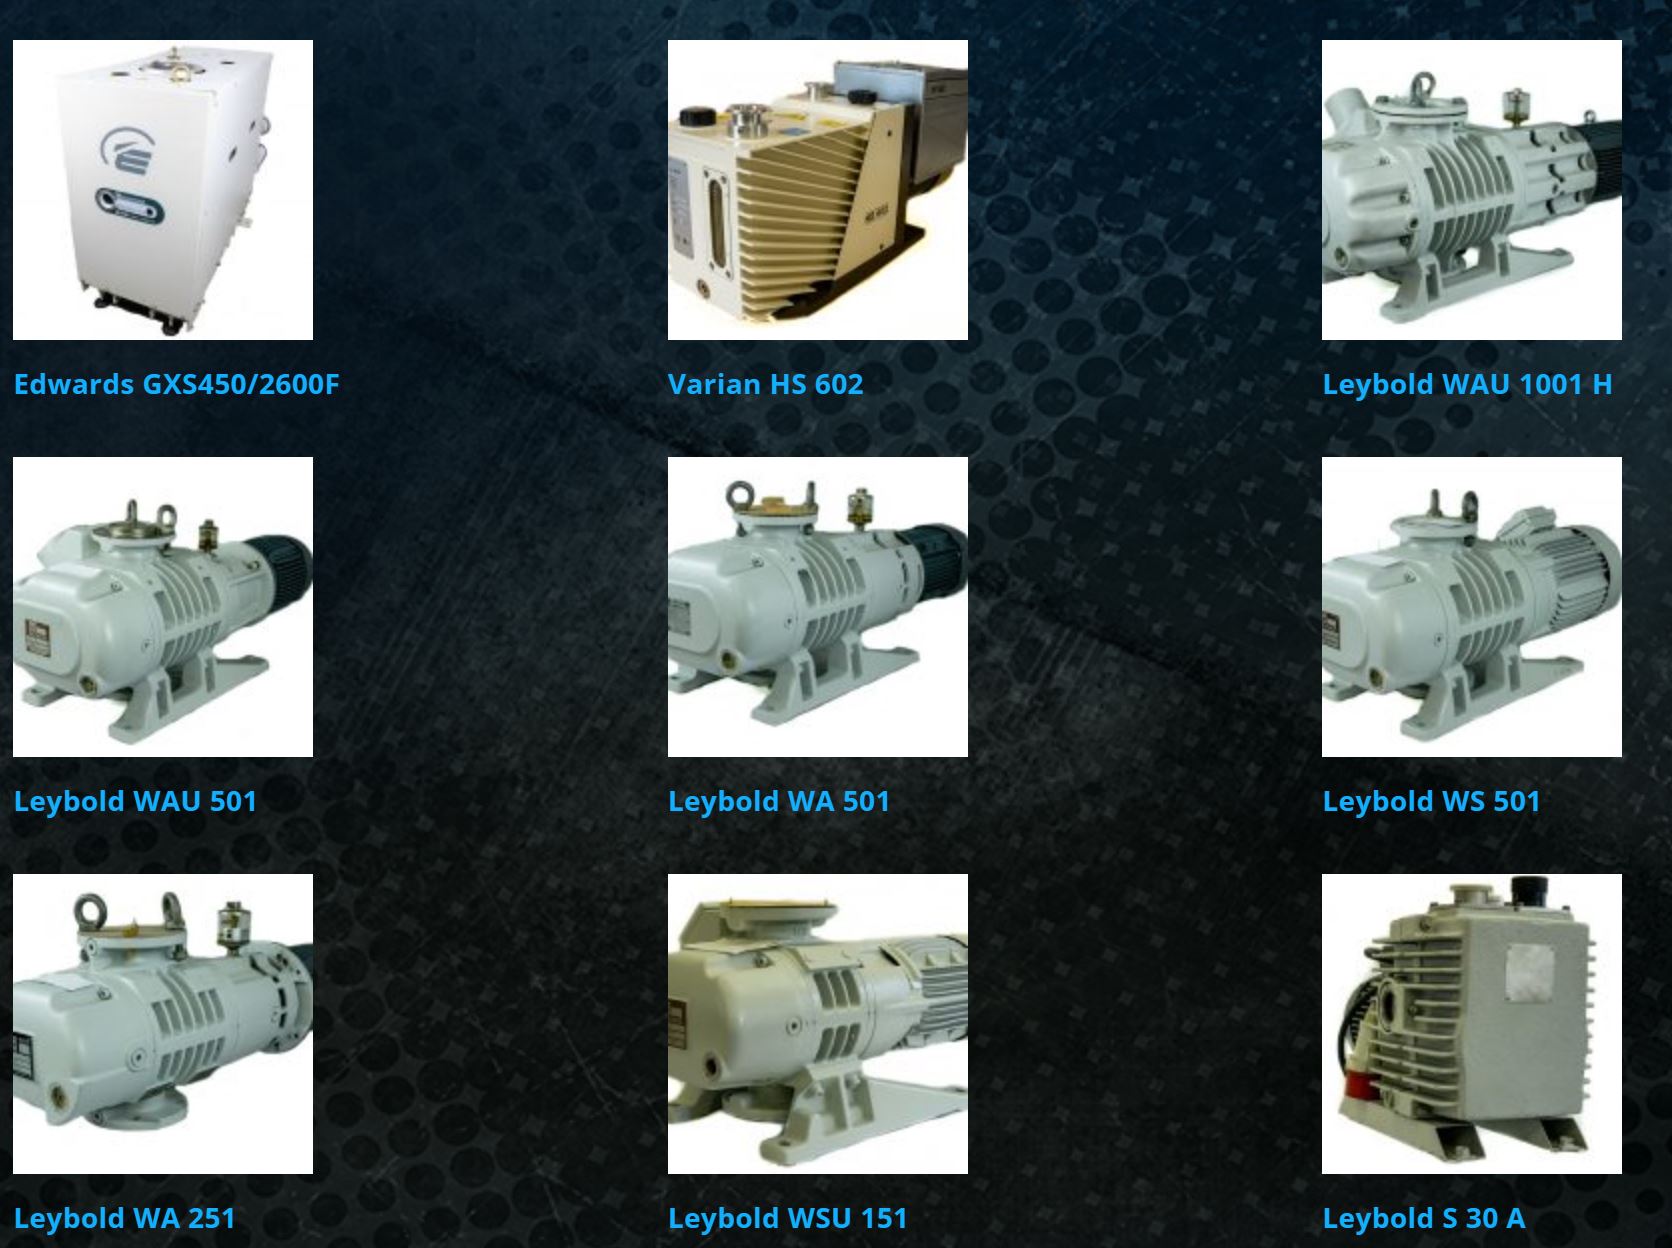 Edwards GXS450/2600F
Varian HS 602
Leybold WAU 1001 H
Leybold WAU 501
Leybold WA 501
Leybold WS 501
Leybold WA 251
Leybold WSU 151
Leybold S 30 A